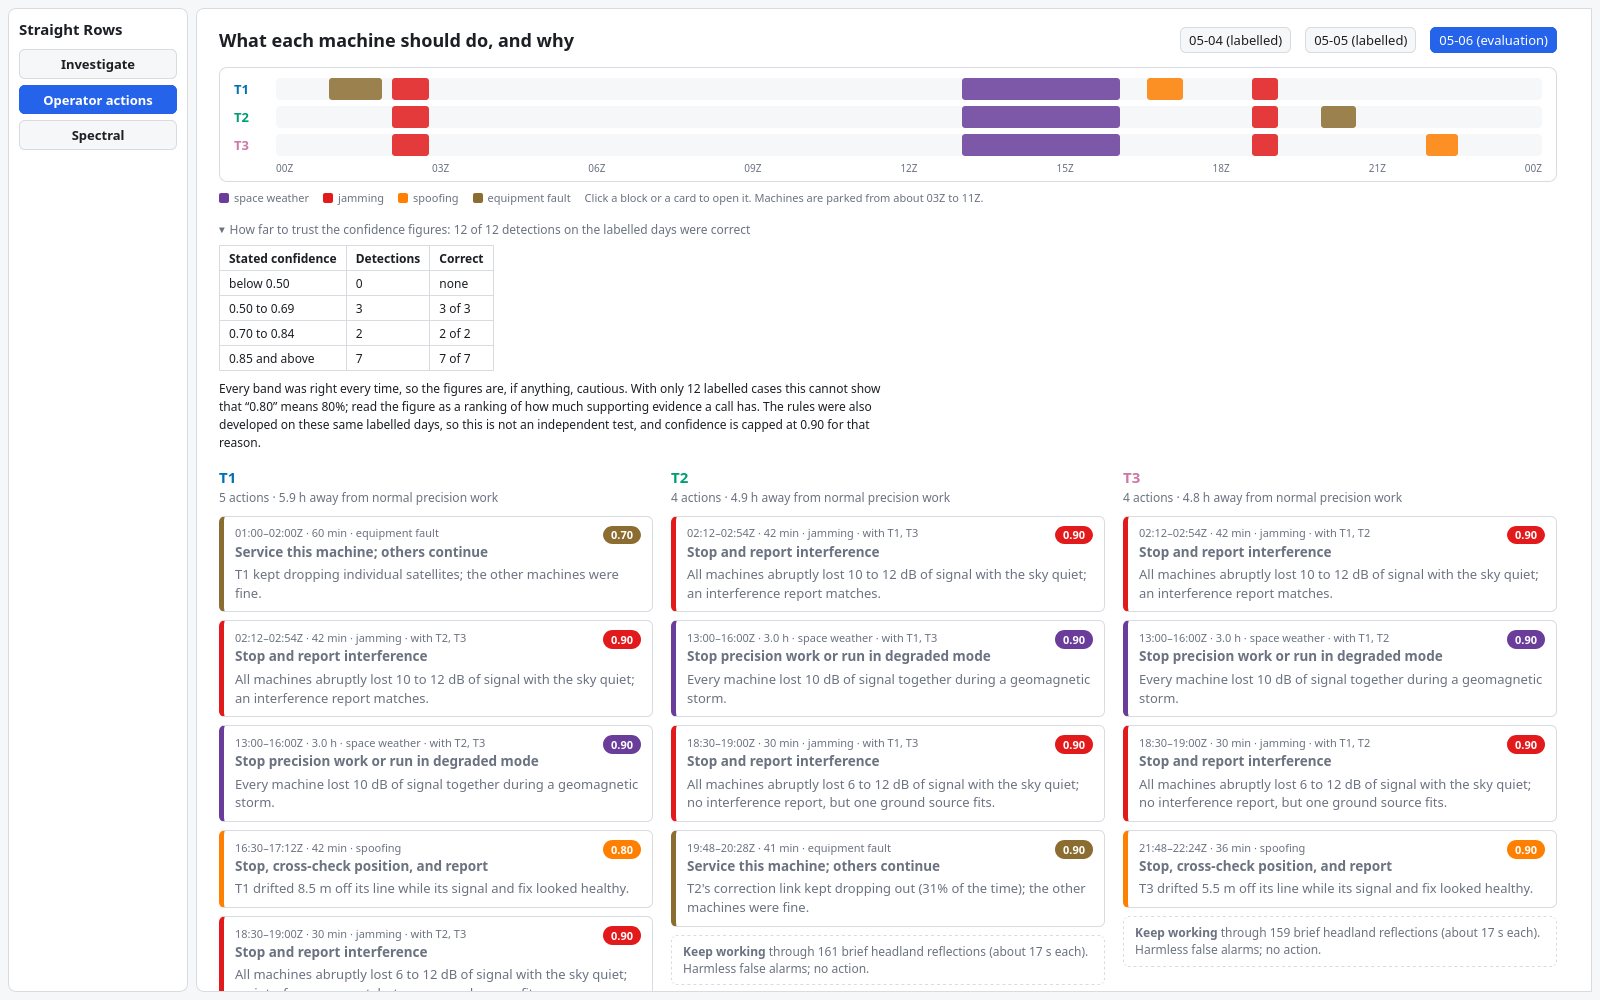 Straight Rows
Investigate
Operator actions
Spectral
What each machine should do, and why
05-04 (labelled)
05-05 (labelled)
05-06 (evaluation)
T1
T2
T3
00Z 03Z 06Z 09Z 12Z 15Z 18Z 21Z 00Z
space weather jamming spoofing equipment fault Click a block or a card to open it. Machines are parked from about 03Z to 11Z.
▾ How far to trust the confidence figures: 12 of 12 detections on the labelled days were correct
Stated confidence Detections Correct
below 0.50 0 none
0.50 to 0.69 3 3 of 3
0.70 to 0.84 2 2 of 2
0.85 and above 7 7 of 7
Every band was right every time, so the figures are, if anything, cautious. With only 12 labelled cases this cannot show
that “0.80” means 80%; read the figure as a ranking of how much supporting evidence a call has. The rules were also
developed on these same labelled days, so this is not an independent test, and confidence is capped at 0.90 for that
reason.
T1
5 actions · 5.9 h away from normal precision work
01:00–02:00Z · 60 min · equipment fault 0.70
Service this machine; others continue
T1 kept dropping individual satellites; the other machines were
fine.
02:12–02:54Z · 42 min · jamming · with T2, T3 0.90
Stop and report interference
All machines abruptly lost 10 to 12 dB of signal with the sky quiet;
an interference report matches.
13:00–16:00Z · 3.0 h · space weather · with T2, T3 0.90
Stop precision work or run in degraded mode
Every machine lost 10 dB of signal together during a geomagnetic
storm.
16:30–17:12Z · 42 min · spoofing 0.80
Stop, cross-check position, and report
T1 drifted 8.5 m off its line while its signal and fix looked healthy.
18:30–19:00Z · 30 min · jamming · with T2, T3 0.90
Stop and report interference
All machines abruptly lost 6 to 12 dB of signal with the sky quiet;
T2
4 actions · 4.9 h away from normal precision work
02:12–02:54Z · 42 min · jamming · with T1, T3 0.90
Stop and report interference
All machines abruptly lost 10 to 12 dB of signal with the sky quiet;
an interference report matches.
13:00–16:00Z · 3.0 h · space weather · with T1, T3 0.90
Stop precision work or run in degraded mode
Every machine lost 10 dB of signal together during a geomagnetic
storm.
18:30–19:00Z · 30 min · jamming · with T1, T3 0.90
Stop and report interference
All machines abruptly lost 6 to 12 dB of signal with the sky quiet;
no interference report, but one ground source fits.
19:48–20:28Z · 41 min · equipment fault 0.90
Service this machine; others continue
T2's correction link kept dropping out (31% of the time); the other
machines were fine.
Keep working through 161 brief headland reflections (about 17 s each).
Harmless false alarms; no action.
T3
4 actions · 4.8 h away from normal precision work
02:12–02:54Z · 42 min · jamming · with T1, T2 0.90
Stop and report interference
All machines abruptly lost 10 to 12 dB of signal with the sky quiet;
an interference report matches.
13:00–16:00Z · 3.0 h · space weather · with T1, T2 0.90
Stop precision work or run in degraded mode
Every machine lost 10 dB of signal together during a geomagnetic
storm.
18:30–19:00Z · 30 min · jamming · with T1, T2 0.90
Stop and report interference
All machines abruptly lost 6 to 12 dB of signal with the sky quiet;
no interference report, but one ground source fits.
21:48–22:24Z · 36 min · spoofing 0.90
Stop, cross-check position, and report
T3 drifted 5.5 m off its line while its signal and fix looked healthy.
Keep working through 159 brief headland reflections (about 17 s each).
Harmless false alarms; no action.